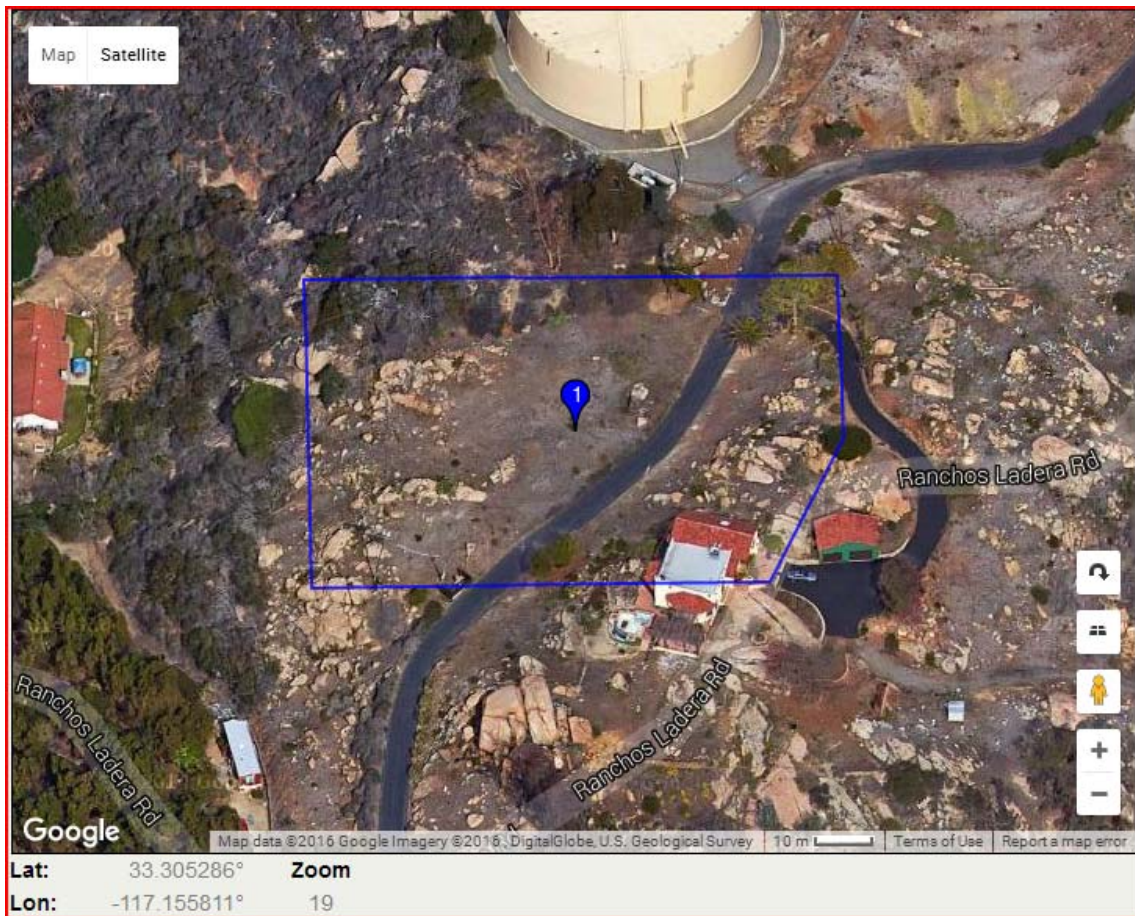 Map Satellite
1
Ranchos Ladera Rd
Ranchos Ladera Rd
Ranchos Ladera Rd
Google
Map data ©2016 Google Imagery ©2016 , DigitalGlobe, U.S. Geological Survey 10 m Terms of Use Report a map error
Lat: 33.305286° Zoom
Lon: -117.155811° 19